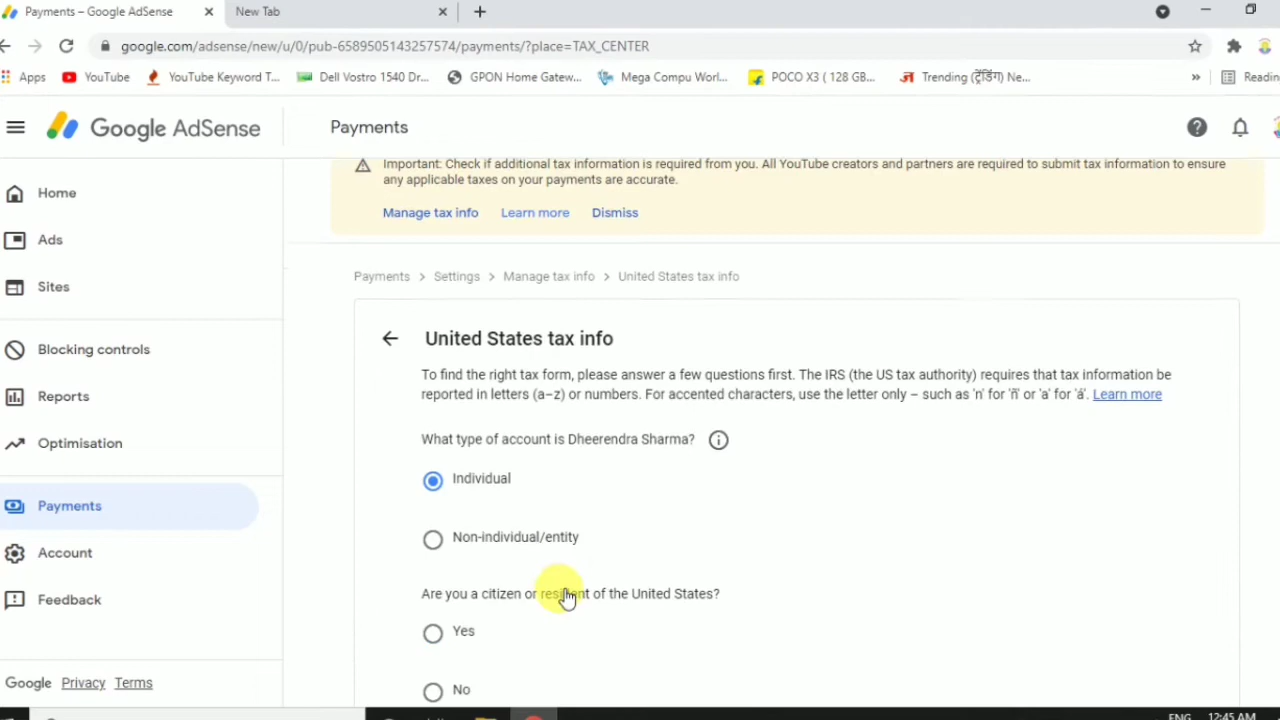 Payments – Google AdSense
New Tab
google.com/adsense/new/u/0/pub-6589505143257574/payments/?place=TAX_CENTER
Apps
YouTube
YouTube Keyword T...
Dell Vostro 1540 Dr...
GPON Home Gatew...
Mega Compu Worl...
POCO X3 ( 128 GB...
Trending (ट्रेंडिंग) Ne...
»
Readin
Google AdSense
Payments
Important: Check if additional tax information is required from you. All YouTube creators and partners are required to submit tax information to ensure
any applicable taxes on your payments are accurate.
Manage tax info Learn more Dismiss
Home
Ads
Sites
Blocking controls
Reports
Optimisation
Payments
Account
Feedback
Google Privacy Terms
Payments > Settings > Manage tax info > United States tax info
United States tax info
To find the right tax form, please answer a few questions first. The IRS (the US tax authority) requires that tax information be
reported in letters (a–z) or numbers. For accented characters, use the letter only – such as 'n' for 'ñ' or 'a' for 'á'. Learn more
What type of account is Dheerendra Sharma?
Individual
Non-individual/entity
Are you a citizen or resident of the United States?
Yes
No
ENG 12:45 AM